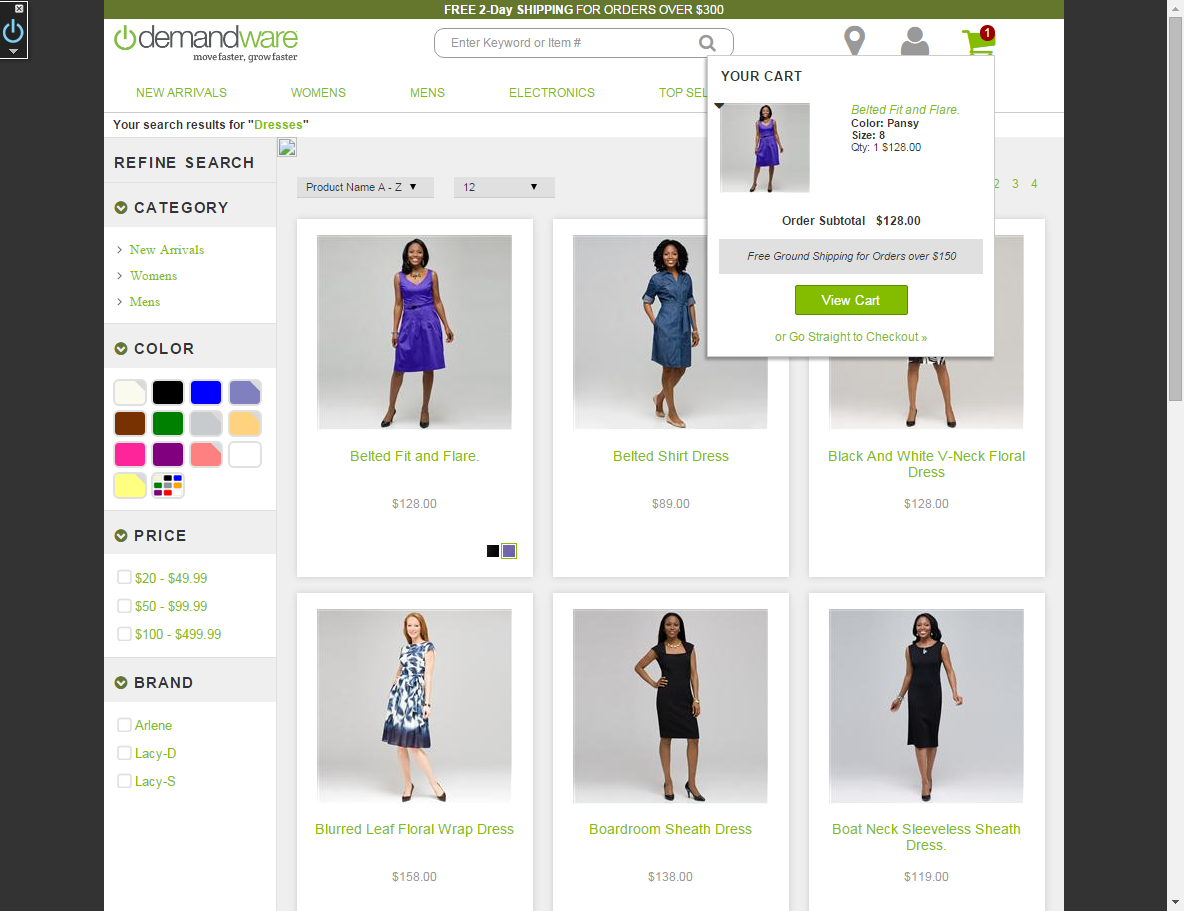 FREE 2-Day SHIPPING FOR ORDERS OVER $300
demandware
move faster, grow faster
Enter Keyword or Item #
1
NEW ARRIVALS
WOMENS
MENS
ELECTRONICS
TOP SEL
YOUR CART
Belted Fit and Flare.
Color: Pansy
Size: 8
Qty: 1 $128.00
Order Subtotal $128.00
Free Ground Shipping for Orders over $150
View Cart
or Go Straight to Checkout »
Your search results for "Dresses"
REFINE SEARCH
CATEGORY
New Arrivals
Womens
Mens
COLOR
PRICE
$20 - $49.99
$50 - $99.99
$100 - $499.99
BRAND
Arlene
Lacy-D
Lacy-S
Product Name A - Z
12
2 3 4
Belted Fit and Flare.
$128.00
Belted Shirt Dress
$89.00
Black And White V-Neck Floral
Dress
$128.00
Blurred Leaf Floral Wrap Dress
$158.00
Boardroom Sheath Dress
$138.00
Boat Neck Sleeveless Sheath
Dress.
$119.00